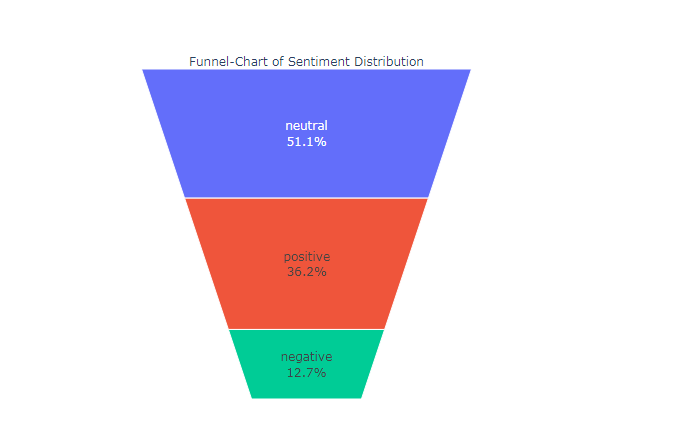 Funnel-Chart of Sentiment Distribution
neutral
51.1%
positive
36.2%
negative
12.7%